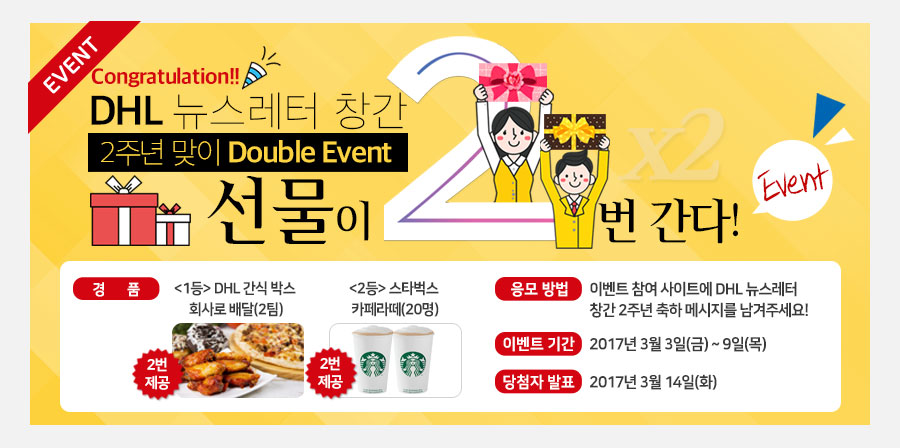 EVENT
Congratulation!!
DHL 뉴스레터 창간
2주년 맞이 Double Event
선물이 2번 간다!
x2
Event
경 품
<1등> DHL 간식 박스
회사로 배달(2팀)
2번
제공
<2등> 스타벅스
카페라떼(20명)
2번
제공
응모 방법
이벤트 참여 사이트에 DHL 뉴스레터
창간 2주년 축하 메시지를 남겨주세요!
이벤트 기간
2017년 3월 3일(금) ~ 9일(목)
당첨자 발표
2017년 3월 14일(화)